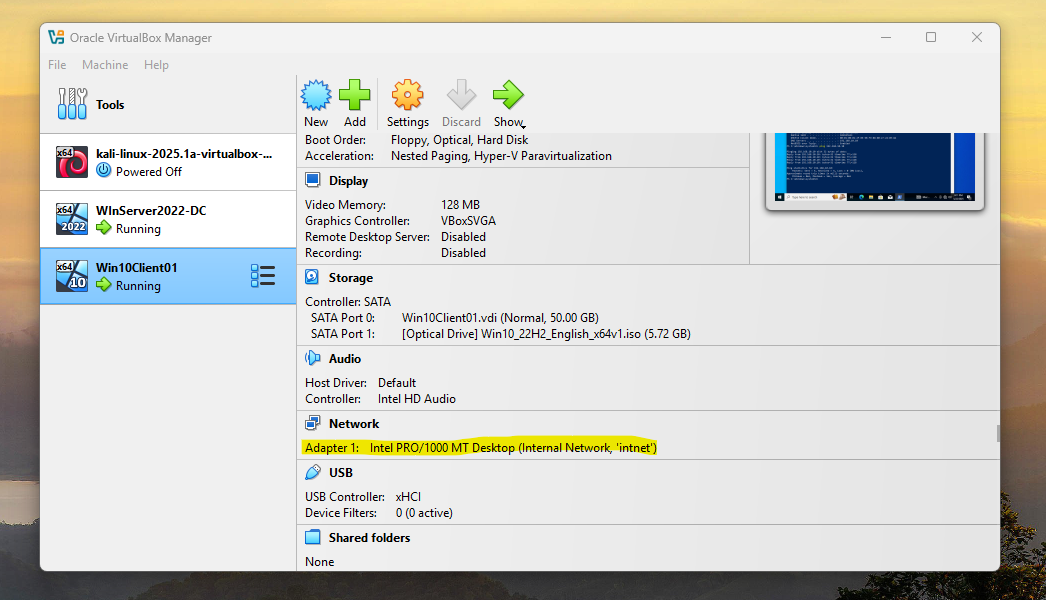 Oracle VirtualBox Manager
File Machine Help
Tools
New Add Settings Discard Show
x64 kali-linux-2025.1a-virtualbox-...
Powered Off
x64 2022 WInServer2022-DC
Running
x64 10 Win10Client01
Running
Boot Order: Floppy, Optical, Hard Disk
Acceleration: Nested Paging, Hyper-V Paravirtualization
Display
Video Memory: 128 MB
Graphics Controller: VBoxSVGA
Remote Desktop Server: Disabled
Recording: Disabled
Storage
Controller: SATA
SATA Port 0: Win10Client01.vdi (Normal, 50.00 GB)
SATA Port 1: [Optical Drive] Win10_22H2_English_x64v1.iso (5.72 GB)
Audio
Host Driver: Default
Controller: Intel HD Audio
Network
Adapter 1: Intel PRO/1000 MT Desktop (Internal Network, 'intnet')
USB
USB Controller: xHCI
Device Filters: 0 (0 active)
Shared folders
None